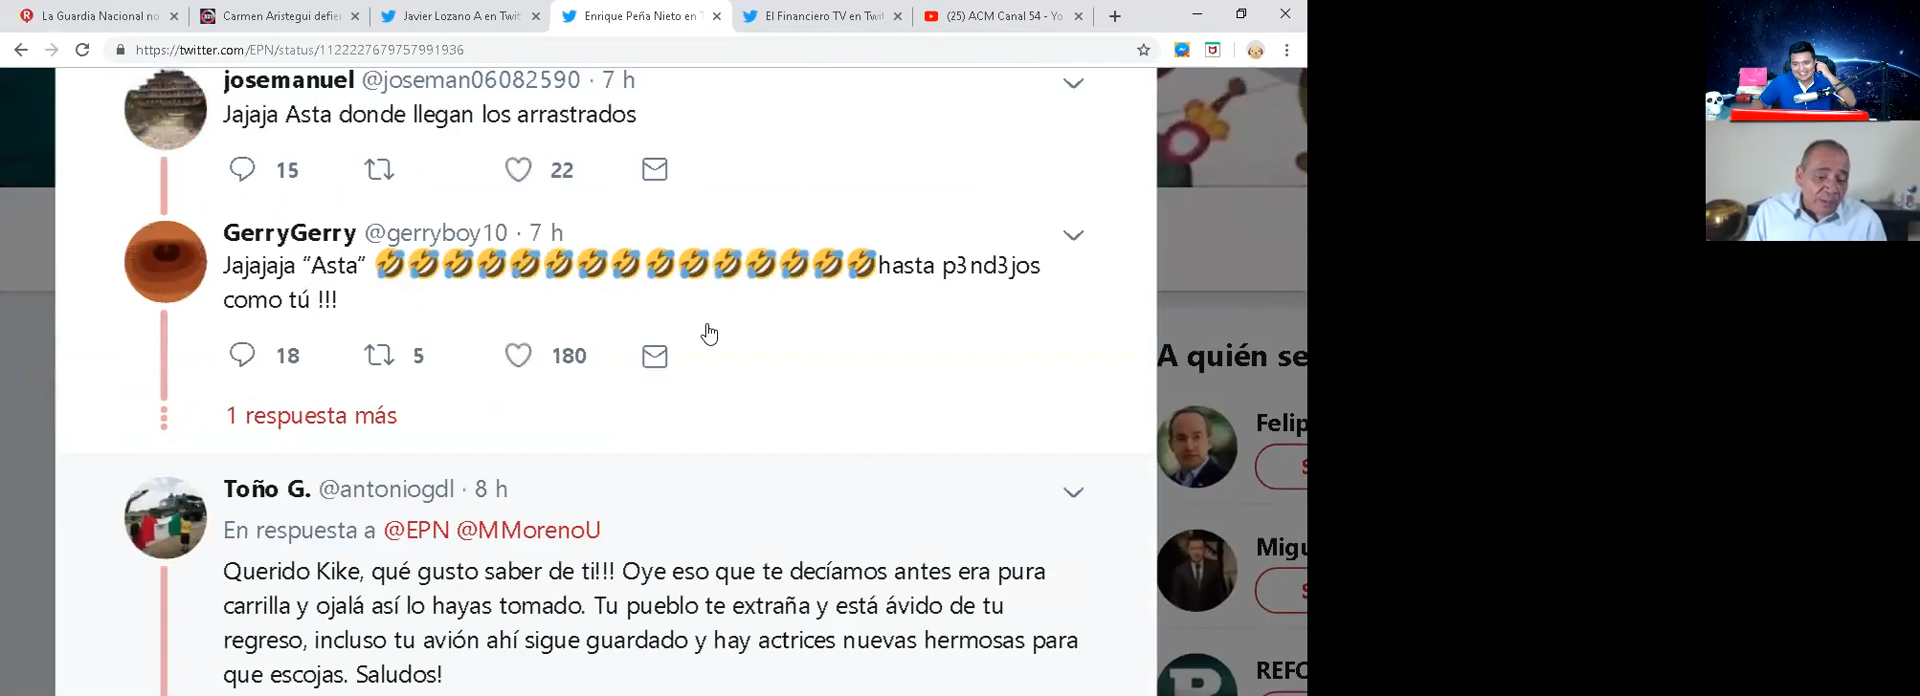 La Guardia Nacional no
Carmen Aristegui defie
Javier Lozano A en Twit
Enrique Peña Nieto en T
El Financiero TV en Twit
(25) ACM Canal 54 - Yo
https://twitter.com/EPN/status/1122227679757991936
josemanuel @joseman06082590 · 7 h
Jajaja Asta donde llegan los arrastrados
15 22
GerryGerry @gerryboy10 · 7 h
Jajajaja “Asta“ 🤣🤣🤣🤣🤣🤣🤣🤣🤣🤣🤣🤣🤣🤣🤣hasta p3nd3jos
como tú !!!
18 5 180
1 respuesta más
Toño G. @antoniogdl · 8 h
En respuesta a @EPN @MMorenoU
Querido Kike, qué gusto saber de ti!!! Oye eso que te decíamos antes era pura
carrilla y ojalá así lo hayas tomado. Tu pueblo te extraña y está ávido de tu
regreso, incluso tu avión ahí sigue guardado y hay actrices nuevas hermosas para
que escojas. Saludos!
A quién se
Felip
S
Migu
S
REFO